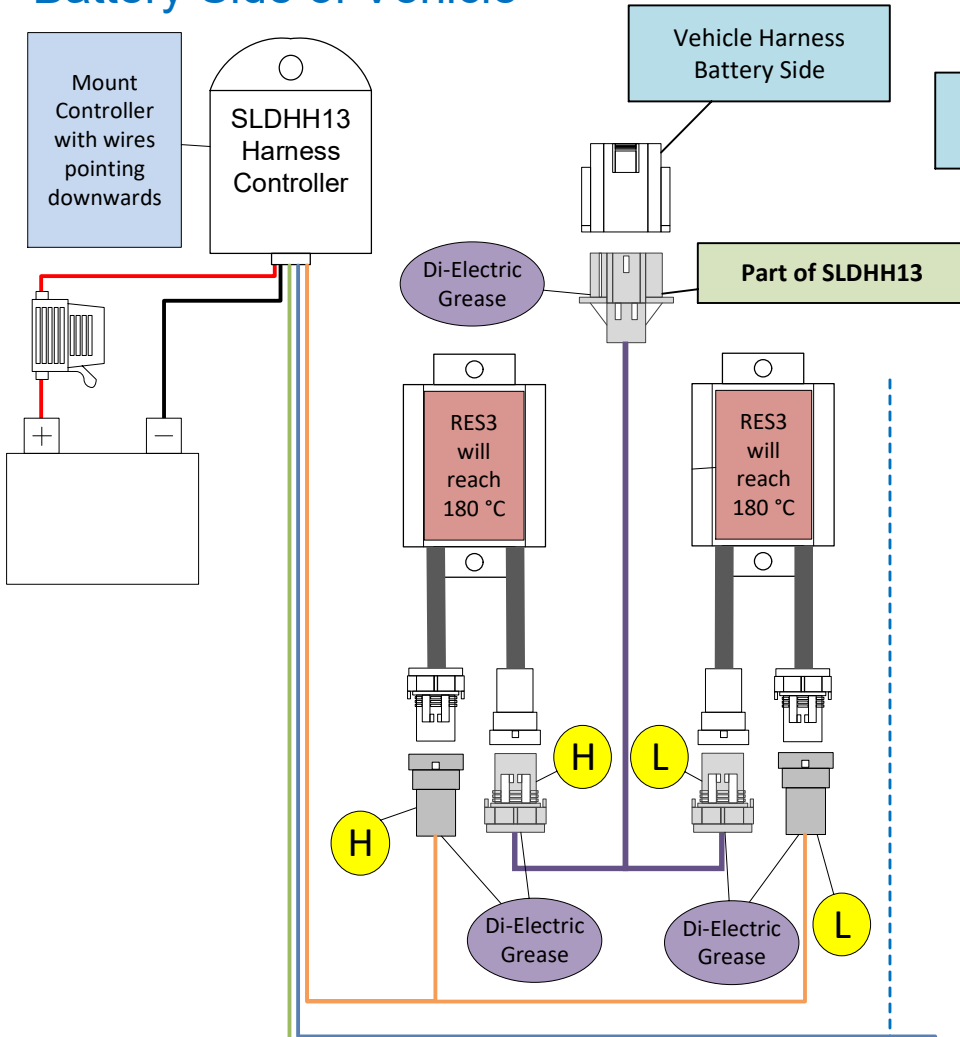 Battery Side of Vehicle
Mount
Controller
with wires
pointing
downwards
SLDHH13
Harness
Controller
Vehicle Harness
Battery Side
Di-Electric
Grease
Part of SLDHH13
+
−
RES3
will
reach
180 °C
RES3
will
reach
180 °C
H
L
H
L
Di-Electric
Grease
Di-Electric
Grease